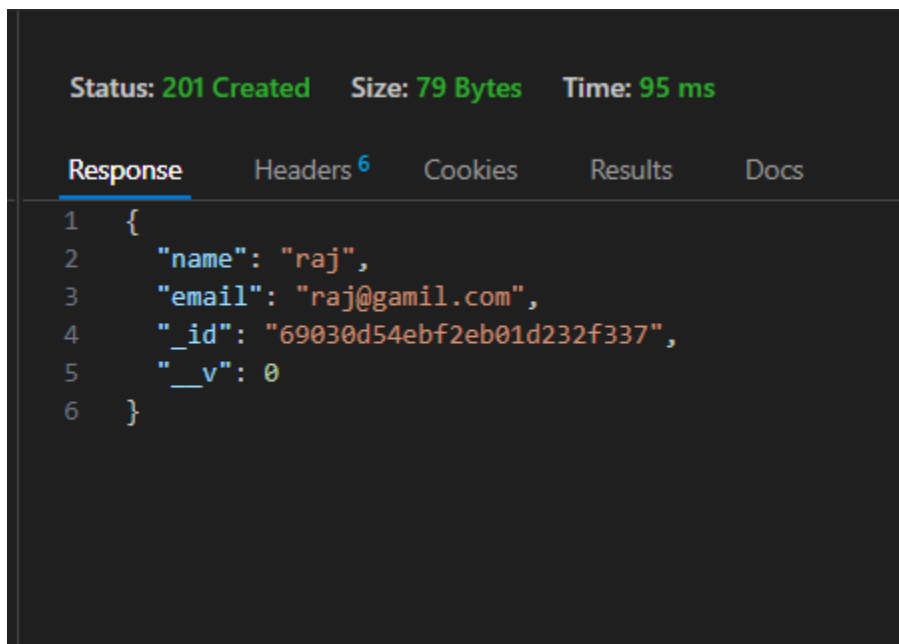 Status: 201 Created Size: 79 Bytes Time: 95 ms
Response Headers 6 Cookies Results Docs
1 {
2 "name": "raj",
3 "email": "raj@gamil.com",
4 "_id": "69030d54ebf2eb01d232f337",
5 "__v": 0
6 }